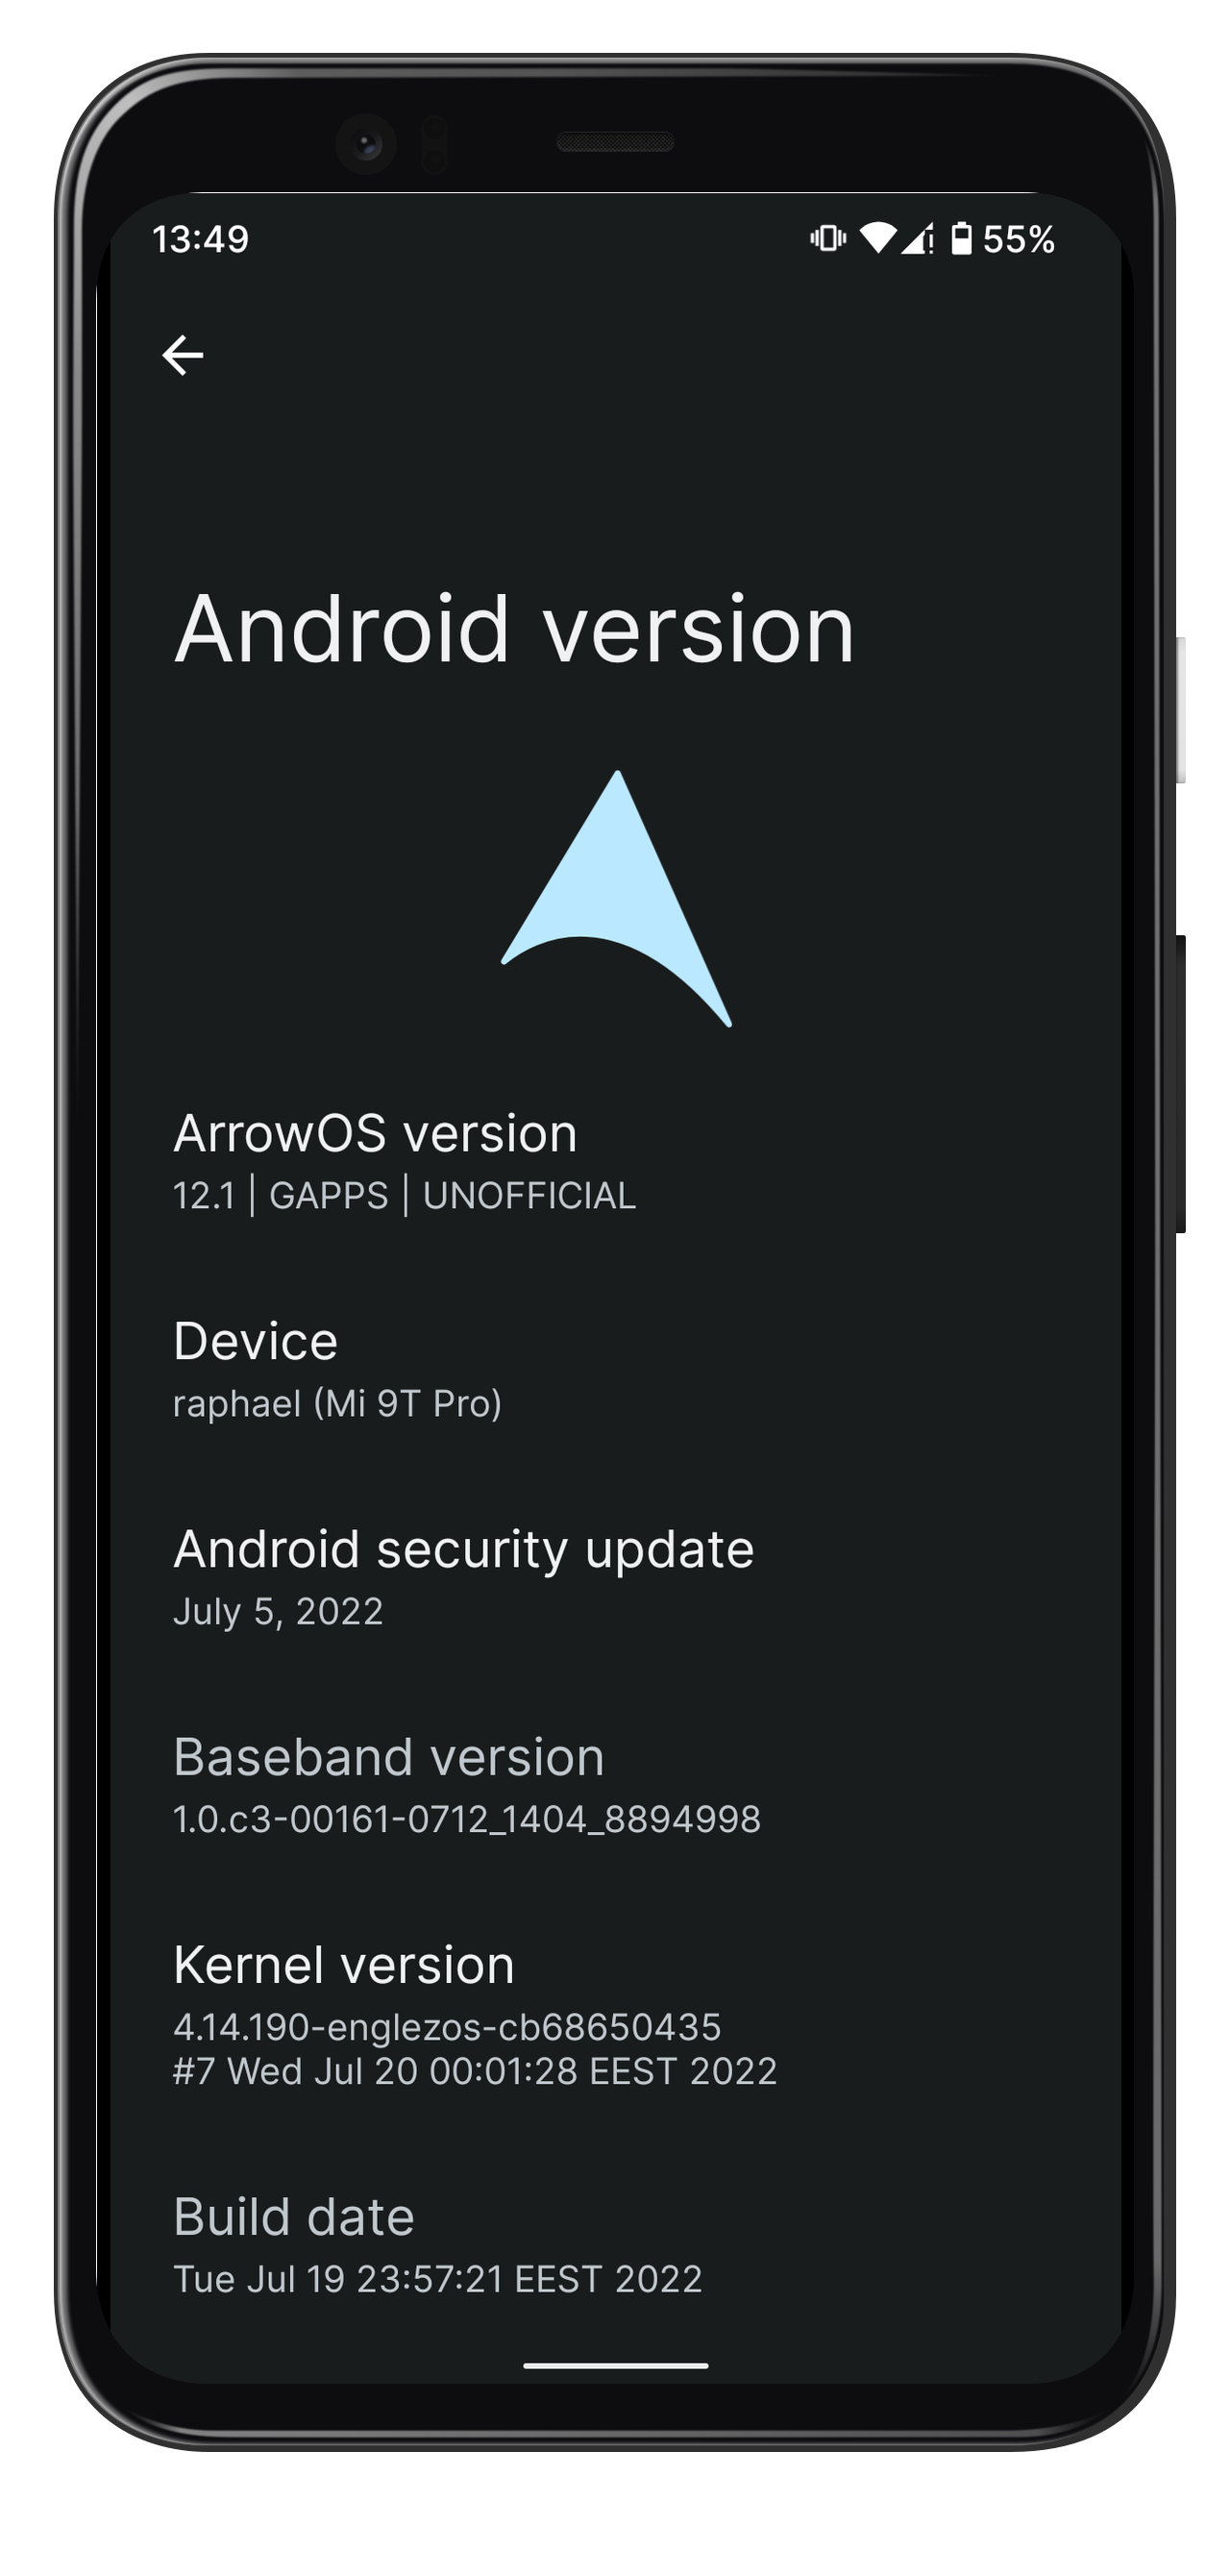 13:49
55%
Android version
ArrowOS version
12.1 | GAPPS | UNOFFICIAL
Device
raphael (Mi 9T Pro)
Android security update
July 5, 2022
Baseband version
1.0.c3-00161-0712_1404_8894998
Kernel version
4.14.190-englezos-cb68650435
#7 Wed Jul 20 00:01:28 EEST 2022
Build date
Tue Jul 19 23:57:21 EEST 2022